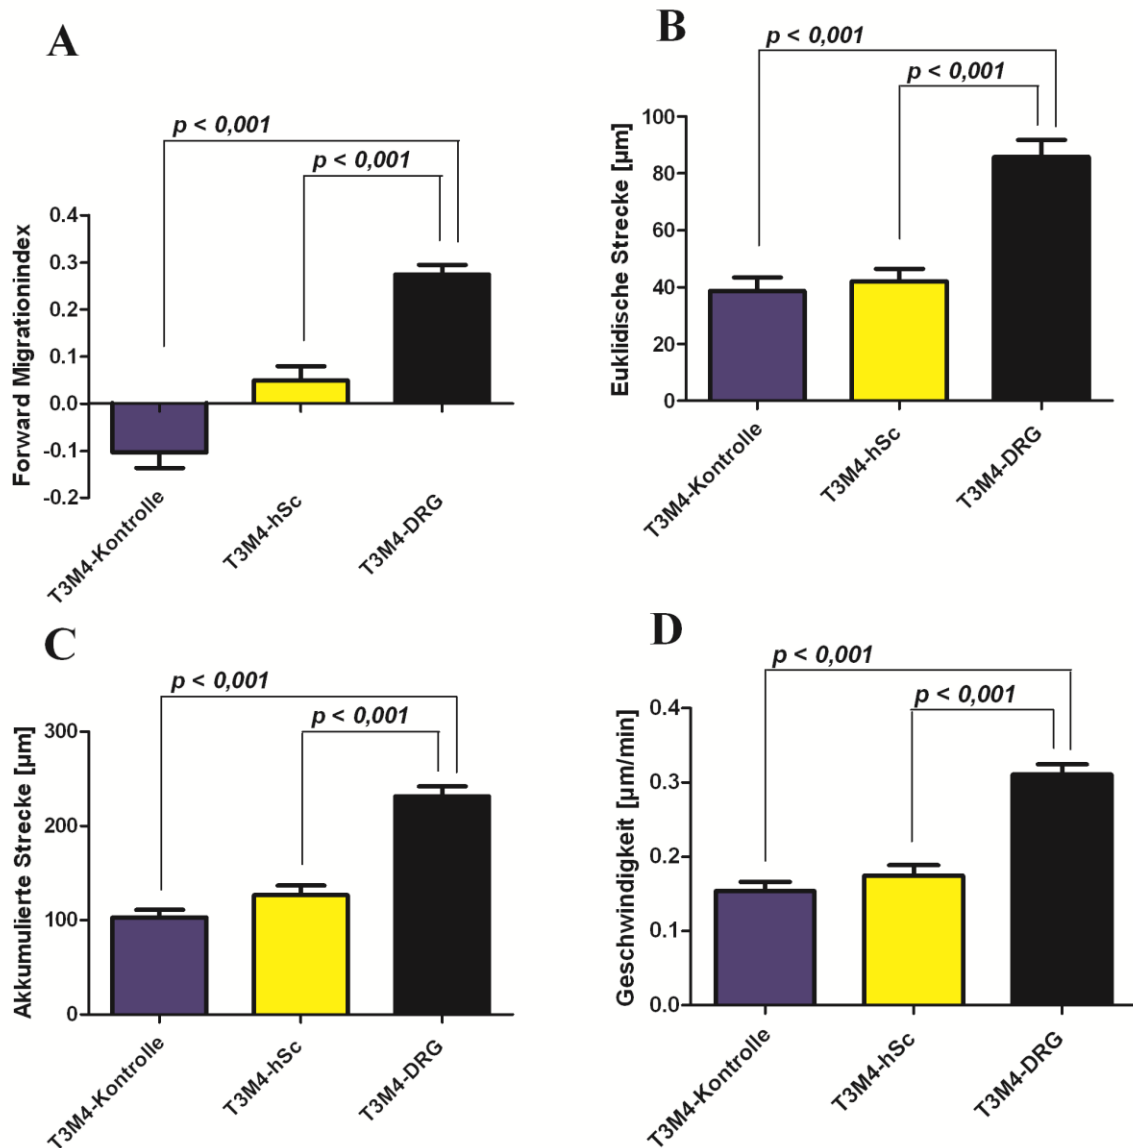 A
p < 0,001
p < 0,001
Forward Migrationindex
0.4
0.3
0.2
0.1
0.0
-0.1
-0.2
T3M4-Kontrolle
T3M4-hSc
T3M4-DRG
B
p < 0,001
p < 0,001
Euklidische Strecke [µm]
100
80
60
40
20
0
T3M4-Kontrolle
T3M4-hSc
T3M4-DRG
C
p < 0,001
p < 0,001
Akkumulierte Strecke [µm]
300
200
100
0
T3M4-Kontrolle
T3M4-hSc
T3M4-DRG
D
p < 0,001
p < 0,001
Geschwindigkeit [µm/min]
0.4
0.3
0.2
0.1
0.0
T3M4-Kontrolle
T3M4-hSc
T3M4-DRG